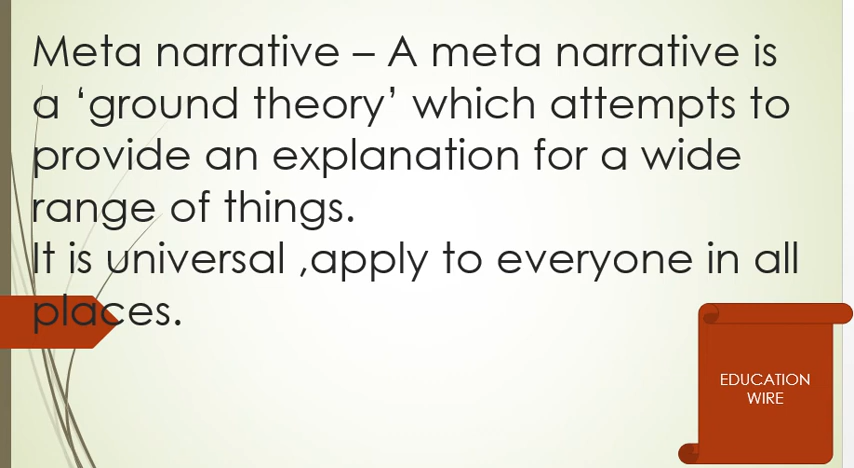 Meta narrative – A meta narrative is
a ‘ground theory’ which attempts to
provide an explanation for a wide
range of things.
It is universal ,apply to everyone in all
places.
EDUCATION
WIRE